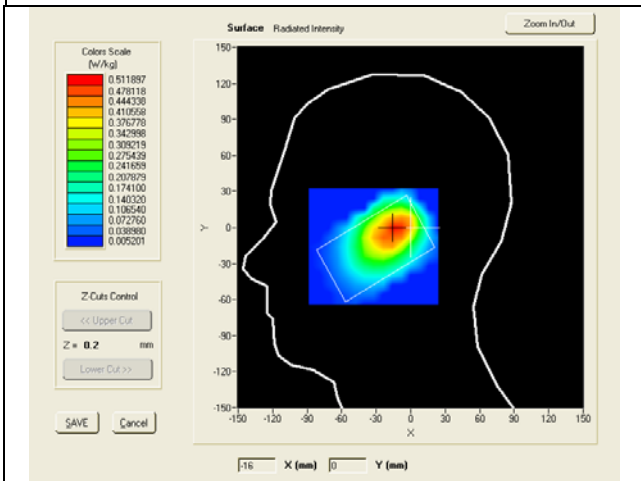 Surface Radiated Intensity
Zoom In/Out
Colors Scale
(W/kg)
0.511897
0.478118
0.444338
0.410558
0.376778
0.342998
0.309219
0.275439
0.241659
0.207879
0.174100
0.140320
0.106540
0.072760
0.038980
0.005201
150
120
90
60
30
0
-30
-60
-90
-120
-150
Y
-150 -120 -90 -60 -30 0 30 60 90 120 150
X
Z-Cuts Control
<< Upper Cut
Z = 0.2 mm
Lower Cut >>
SAVE Cancel
-16 X (mm) 0 Y (mm)